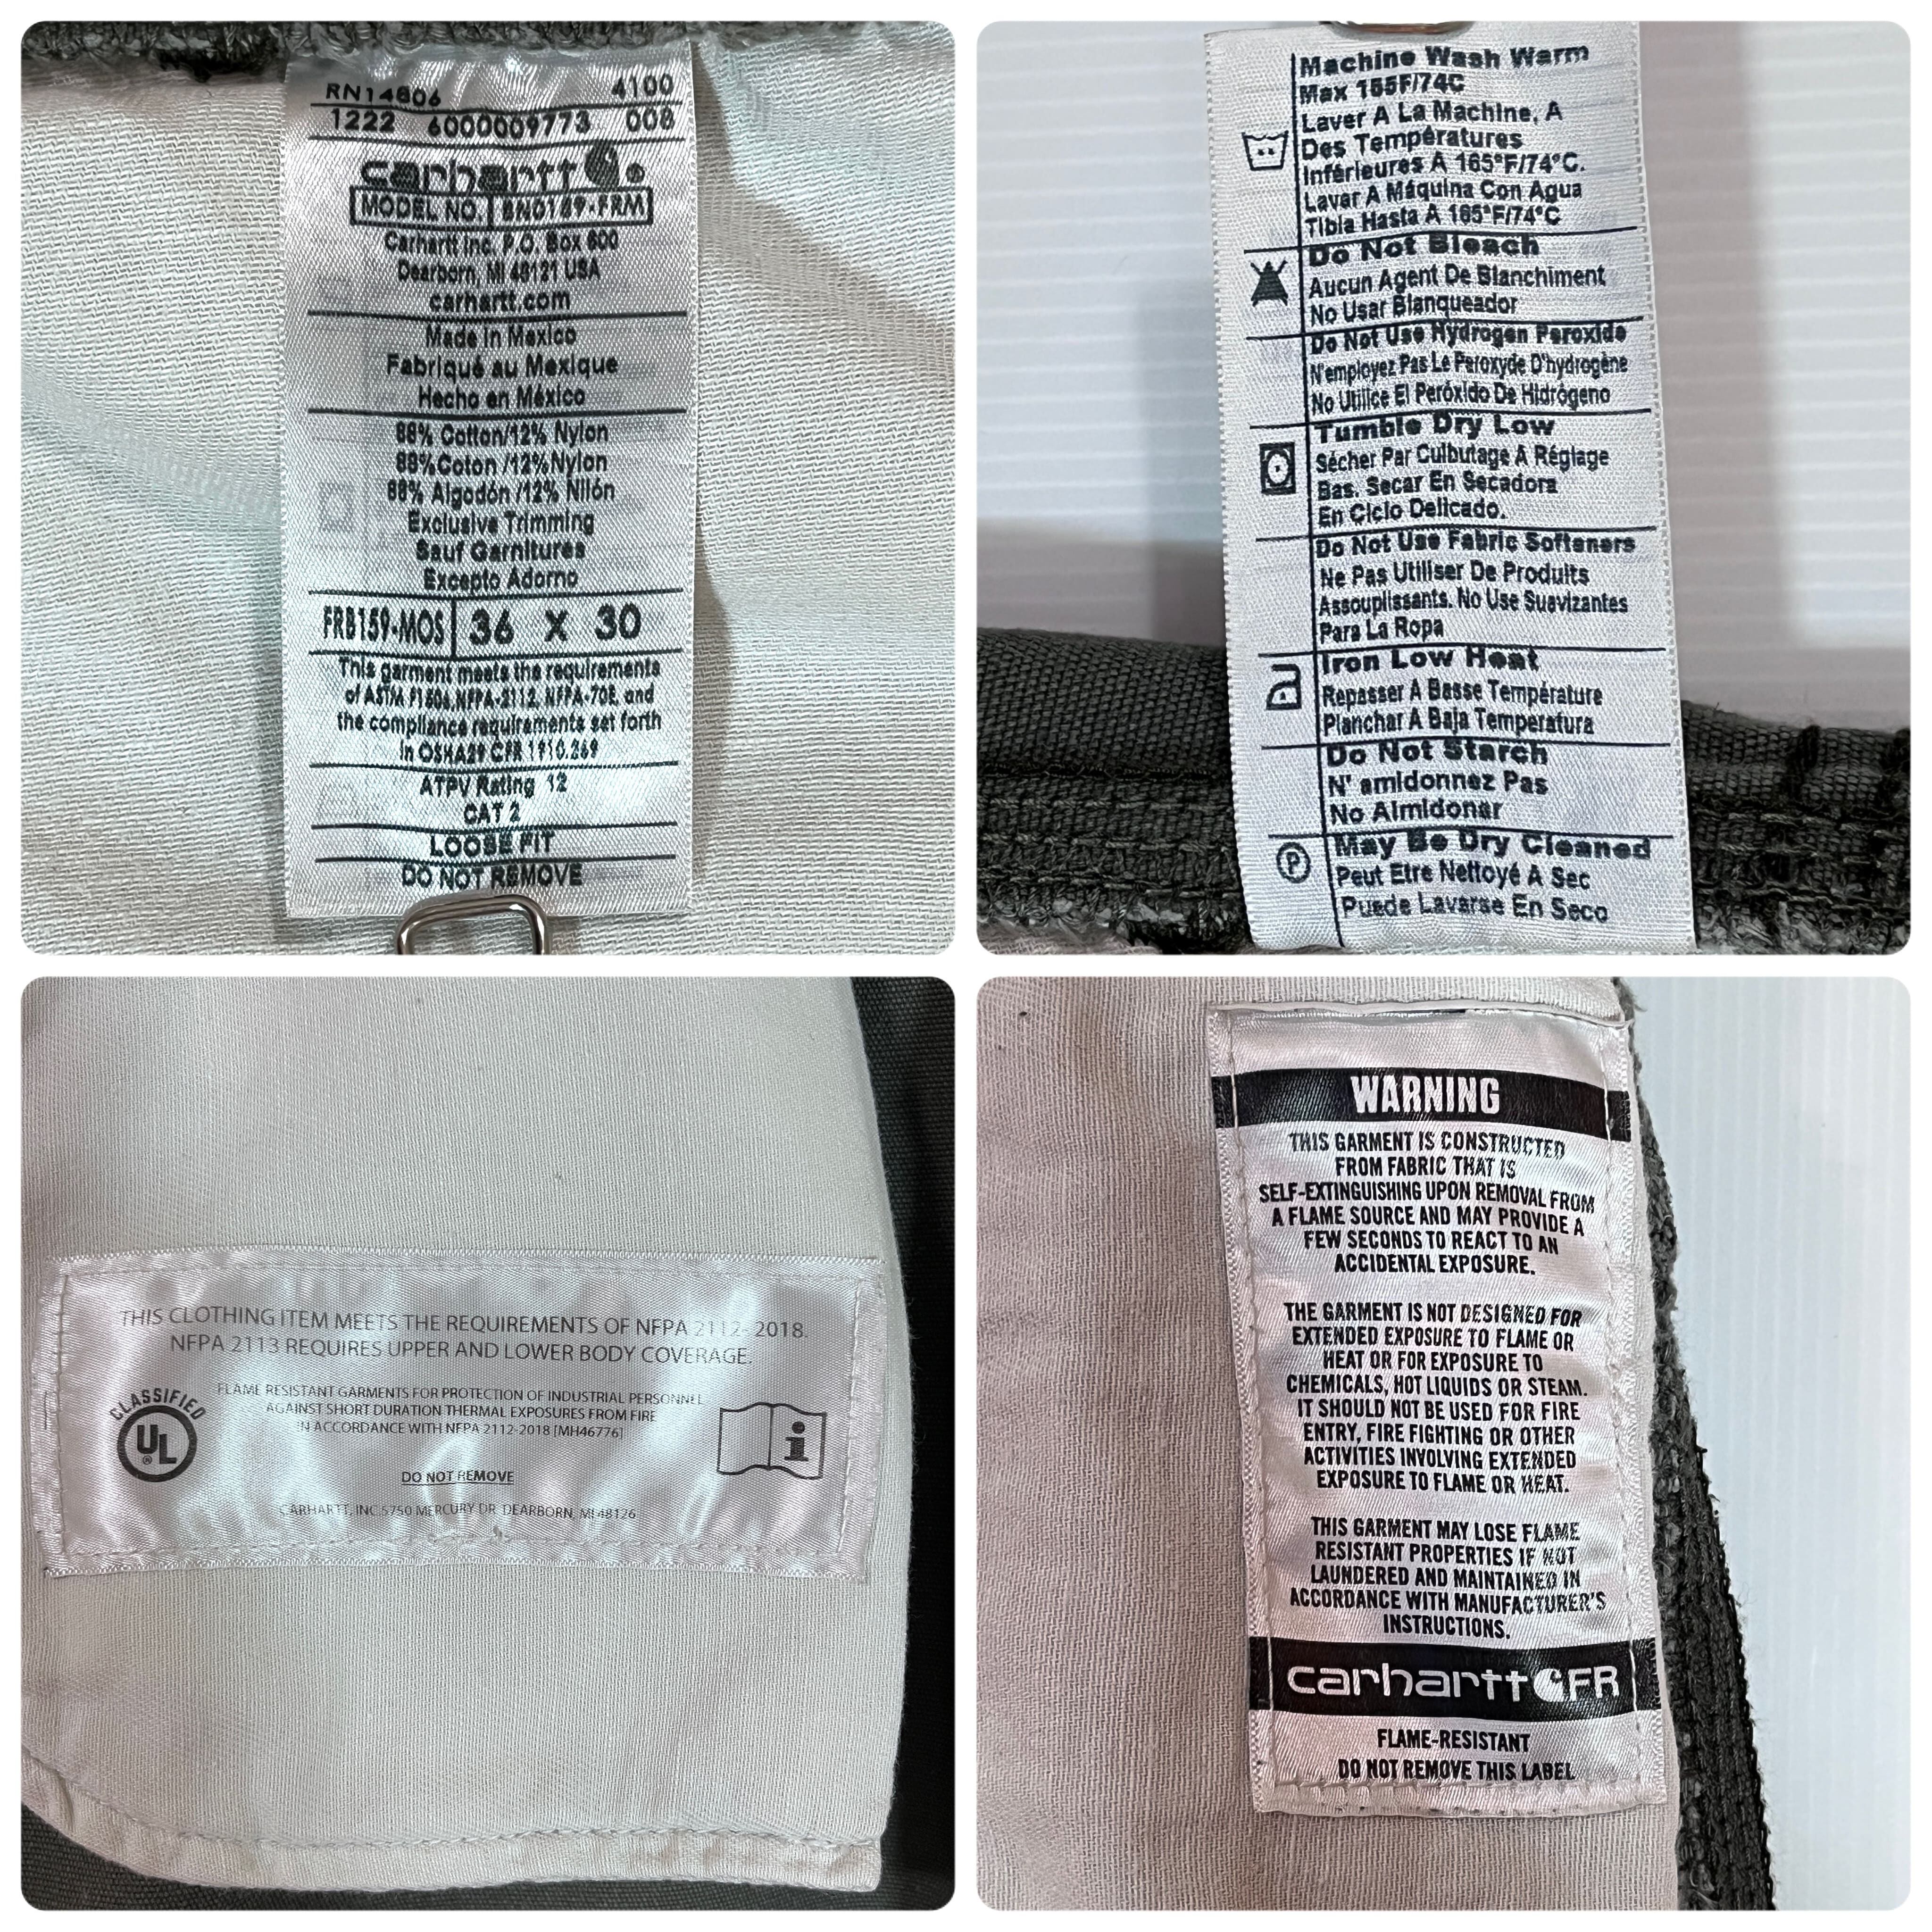 RN14806 4100
1222 6000009773 008
carhartt®
MODEL NO. BN0159-FRM
Carhartt Inc. P.O. Box 600
Dearborn, MI 48121 USA
carhartt.com
Made in Mexico
Fabriqué au Mexique
Hecho en México
88% Cotton/12% Nylon
88%Coton /12%Nylon
88% Algodón /12% Nilón
Exclusive Trimming
Sauf Garnitures
Excepto Adorno
FRB159-MOS 36 X 30
This garment meets the requirements
of ASTM F1506,NFPA-2112, NFPA-70E, and
the compliance requirements set forth
in OSHA29 CFR 1910.269
ATPV Rating 12
CAT 2
LOOSE FIT
DO NOT REMOVE
Machine Wash Warm
Max 165F/74C
Laver A La Machine, A
Des Températures
Inférieures A 165°F/74°C.
Lavar A Máquina Con Agua
Tibia Hasta A 165°F/74°C
Do Not Bleach
Aucun Agent De Blanchiment
No Usar Blanqueador
Do Not Use Hydrogen Peroxide
N'employez Pas Le Peroxyde D'hydrogène
No Utilice El Peróxido De Hidrógeno
Tumble Dry Low
Sécher Par Culbutage A Réglage
Bas. Secar En Secadora
En Ciclo Delicado.
Do Not Use Fabric Softeners
Ne Pas Utiliser De Produits
Assouplissants. No Use Suavizantes
Para La Ropa
Iron Low Heat
Repasser A Basse Température
Planchar A Baja Temperatura
Do Not Starch
N' amidonnez Pas
No Almidonar
P
May Be Dry Cleaned
Peut Etre Nettoyé A Sec
Puede Lavarse En Seco
THIS CLOTHING ITEM MEETS THE REQUIREMENTS OF NFPA 2112- 2018.
NFPA 2113 REQUIRES UPPER AND LOWER BODY COVERAGE.
CLASSIFIED
UL®
FLAME RESISTANT GARMENTS FOR PROTECTION OF INDUSTRIAL PERSONNEL
AGAINST SHORT DURATION THERMAL EXPOSURES FROM FIRE
IN ACCORDANCE WITH NFPA 2112-2018 [MH46776]
i
DO NOT REMOVE
CARHARTT, INC.5750 MERCURY DR. DEARBORN, MI 48126
WARNING
THIS GARMENT IS CONSTRUCTED
FROM FABRIC THAT IS
SELF-EXTINGUISHING UPON REMOVAL FROM
A FLAME SOURCE AND MAY PROVIDE A
FEW SECONDS TO REACT TO AN
ACCIDENTAL EXPOSURE.
THE GARMENT IS NOT DESIGNED FOR
EXTENDED EXPOSURE TO FLAME OR
HEAT OR FOR EXPOSURE TO
CHEMICALS, HOT LIQUIDS OR STEAM.
IT SHOULD NOT BE USED FOR FIRE
ENTRY, FIRE FIGHTING OR OTHER
ACTIVITIES INVOLVING EXTENDED
EXPOSURE TO FLAME OR HEAT.
THIS GARMENT MAY LOSE FLAME
RESISTANT PROPERTIES IF NOT
LAUNDERED AND MAINTAINED IN
ACCORDANCE WITH MANUFACTURER'S
INSTRUCTIONS.
carhartt FR
FLAME-RESISTANT
DO NOT REMOVE THIS LABEL